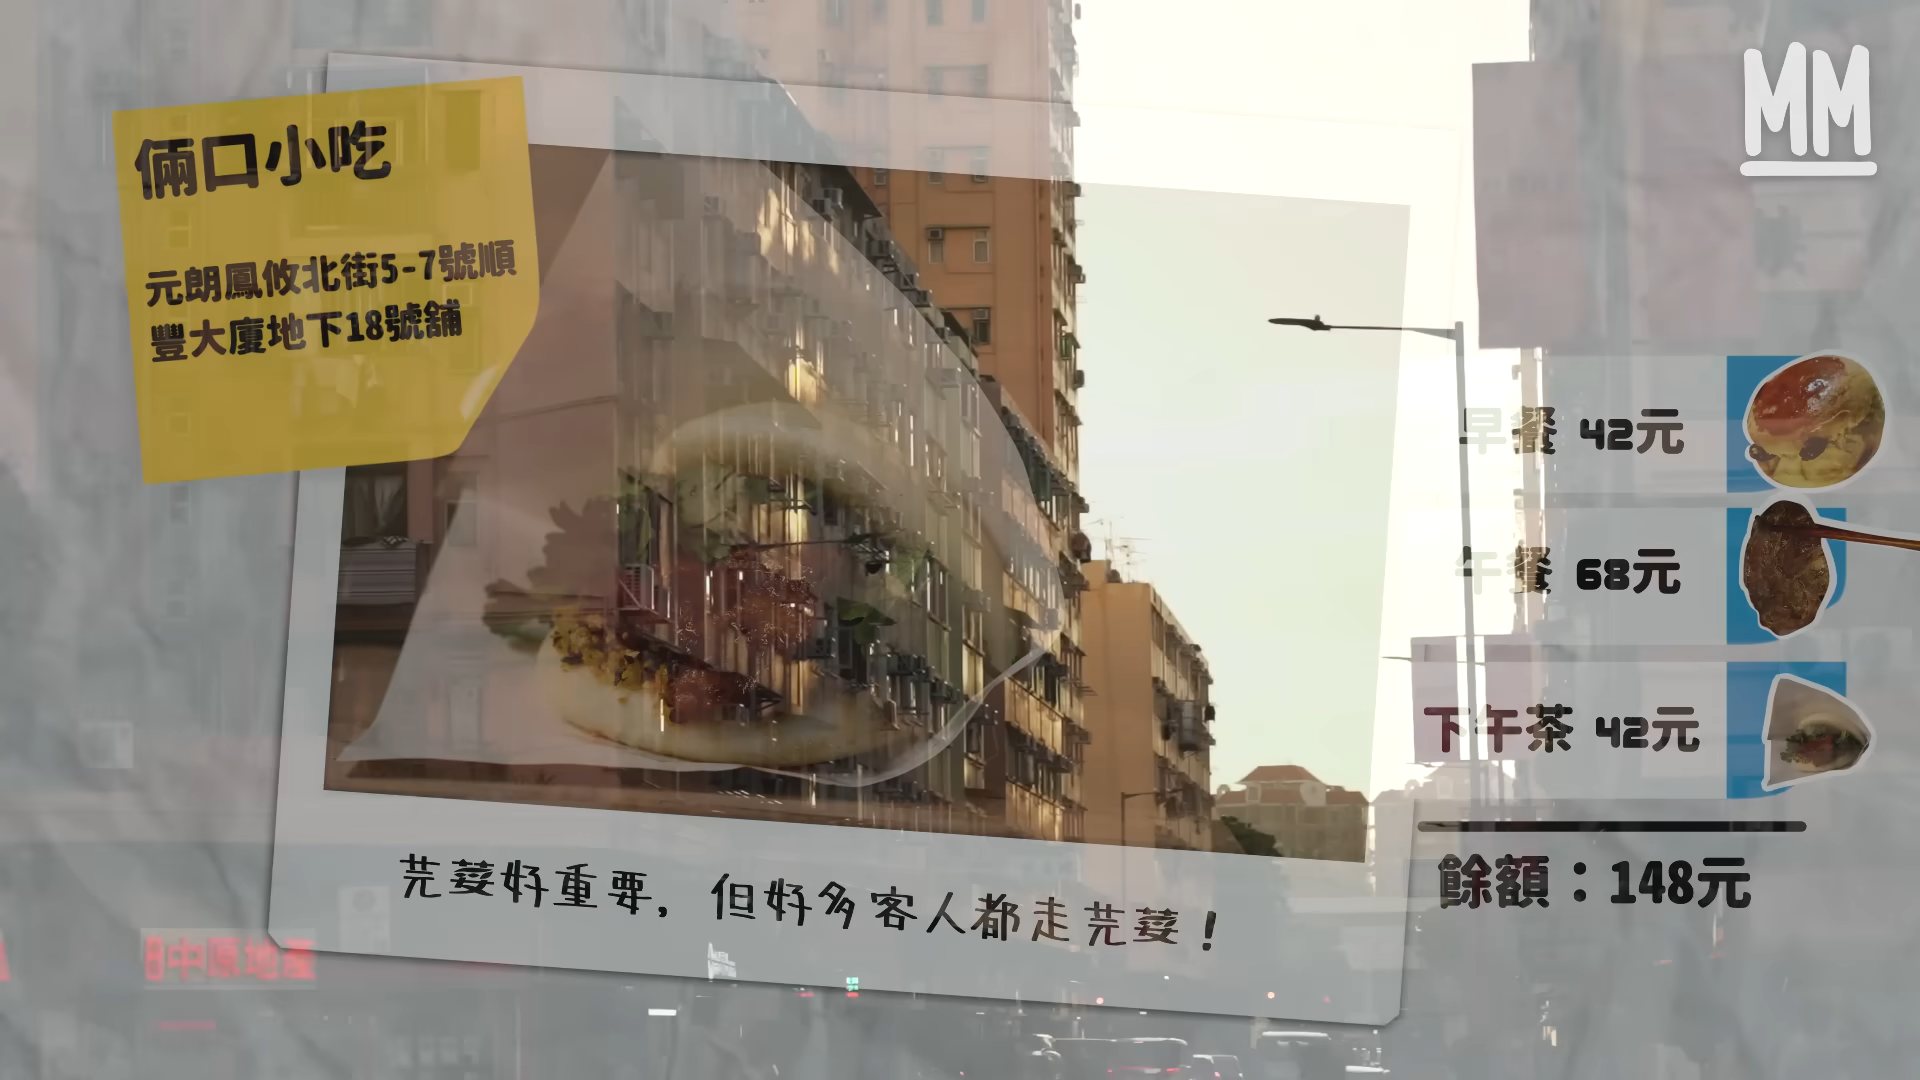 倆口小吃
元朗鳳攸北街5-7號順
豐大廈地下18號舖
MM
早餐 42元
午餐 68元
下午茶 42元
餘額：148元
芫荽好重要，但好多客人都走芫荽！
中原地產